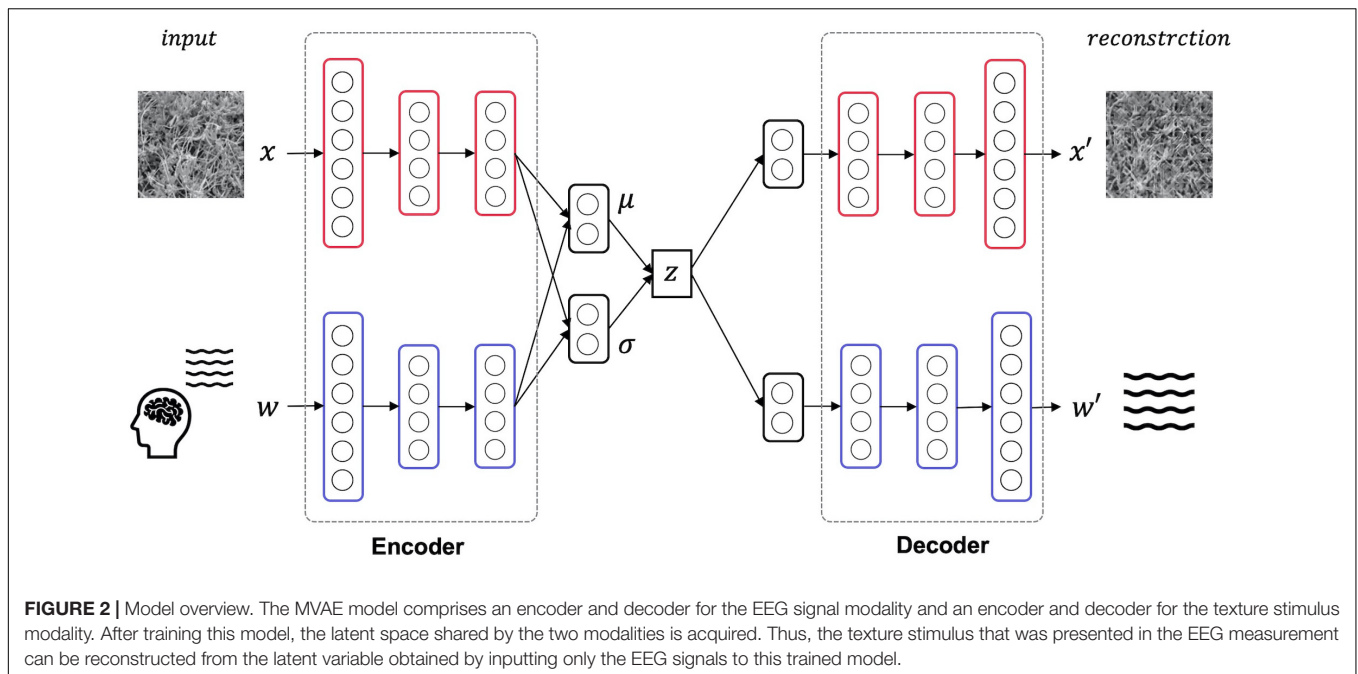 input
reconstrction
x
μ
x'
z
σ
w
w'
Encoder
Decoder
FIGURE 2 | Model overview. The MVAE model comprises an encoder and decoder for the EEG signal modality and an encoder and decoder for the texture stimulus
modality. After training this model, the latent space shared by the two modalities is acquired. Thus, the texture stimulus that was presented in the EEG measurement
can be reconstructed from the latent variable obtained by inputting only the EEG signals to this trained model.